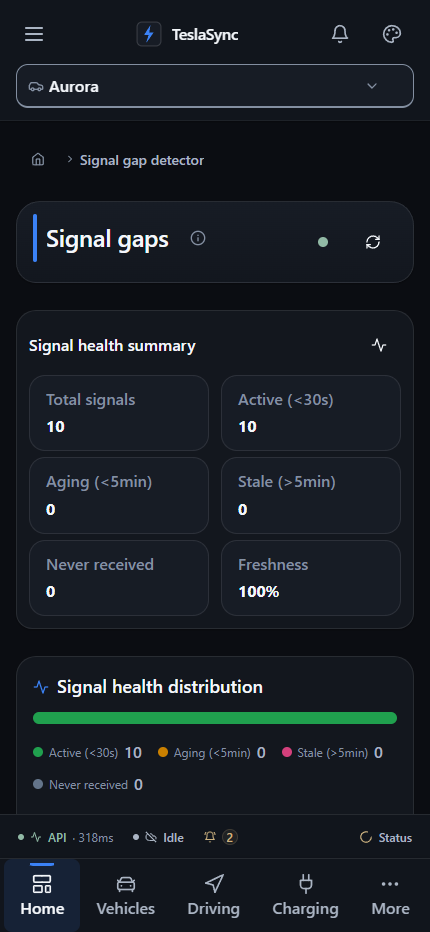 TeslaSync
Aurora
Signal gap detector
Signal gaps
Signal health summary
Total signals
10
Active (<30s)
10
Aging (<5min)
0
Stale (>5min)
0
Never received
0
Freshness
100%
Signal health distribution
Active (<30s) 10 Aging (<5min) 0 Stale (>5min) 0
Never received 0
API · 318ms Idle 2 Status
Home Vehicles Driving Charging More